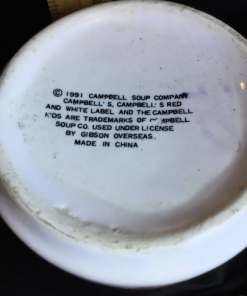 © 1991 CAMPBELL SOUP COMPANY
CAMPBELL'S, CAMPBELL'S RED
AND WHITE LABEL AND THE CAMPBELL
KIDS ARE TRADEMARKS OF CAMPBELL
SOUP CO. USED UNDER LICENSE
BY GIBSON OVERSEAS.
MADE IN CHINA